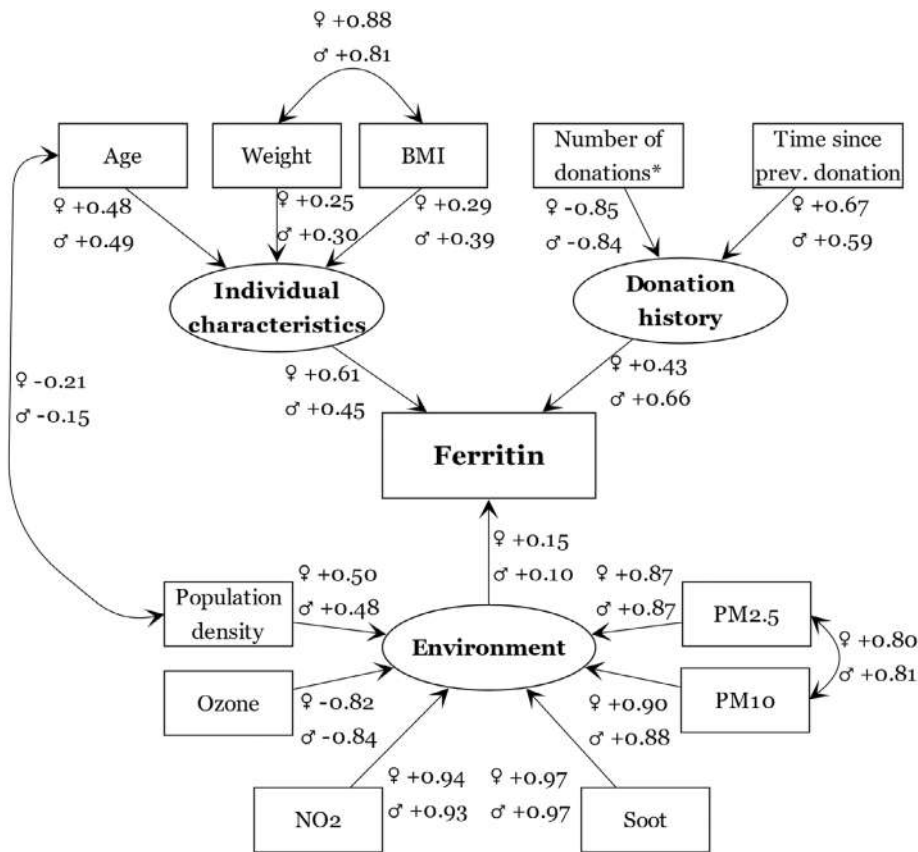 ♀ +0.88
♂ +0.81
Age
Weight
BMI
Number of
donations*
Time since
prev. donation
♀ +0.48
♂ +0.49
♀ +0.25
♂ +0.30
♀ +0.29
♂ +0.39
♀ -0.85
♂ -0.84
♀ +0.67
♂ +0.59
Individual
characteristics
Donation
history
♀ -0.21
♂ -0.15
♀ +0.61
♂ +0.45
♀ +0.43
♂ +0.66
Ferritin
♀ +0.15
♂ +0.10
Population
density
♀ +0.50
♂ +0.48
Environment
♀ +0.87
♂ +0.87
PM2.5
♀ +0.80
♂ +0.81
Ozone
♀ -0.82
♂ -0.84
♀ +0.90
♂ +0.88
PM10
NO2
♀ +0.94
♂ +0.93
♀ +0.97
♂ +0.97
Soot